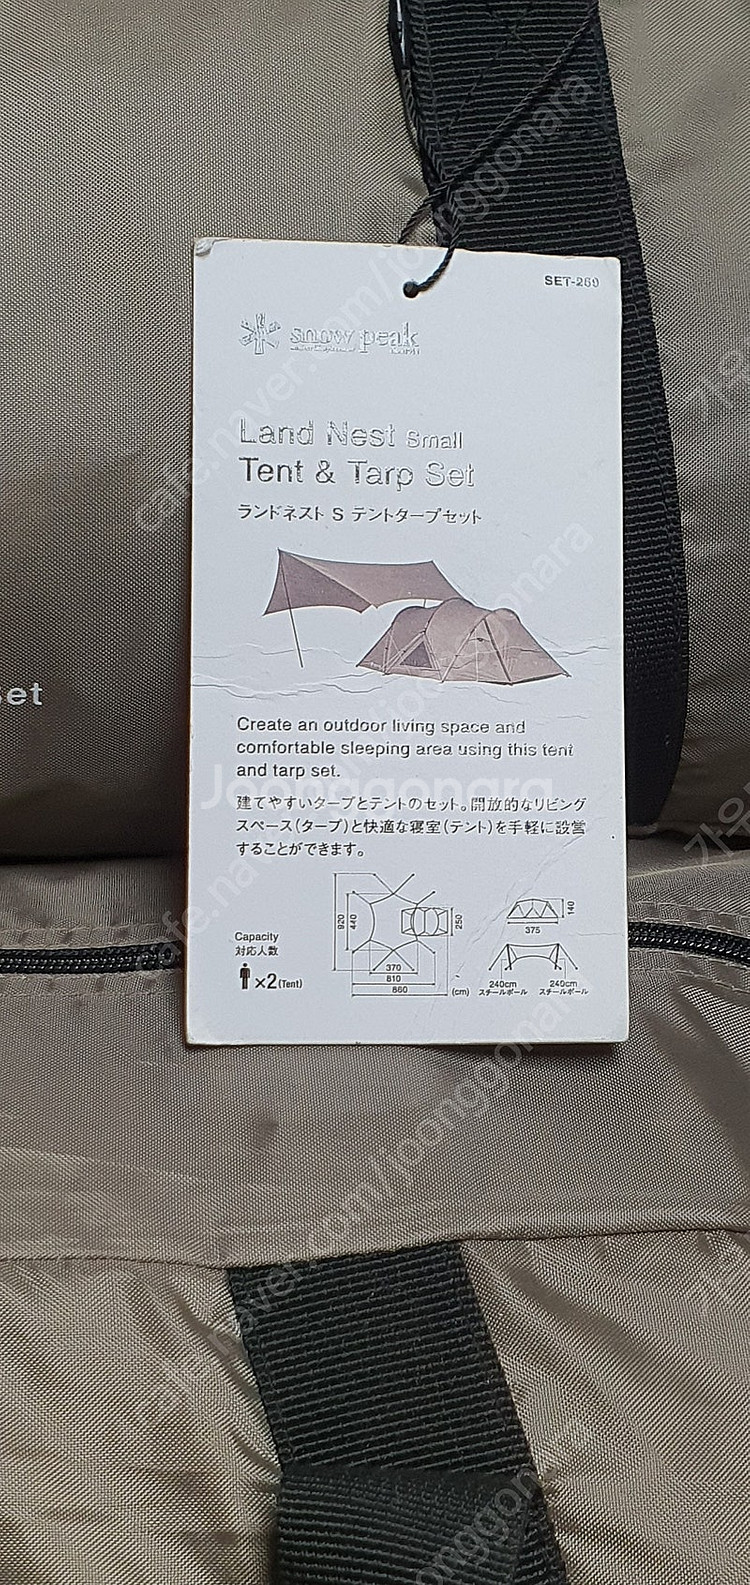 SET-260
snow peak
Land Nest Small
Tent & Tarp Set
ランドネスト S テントタープセット
et
Create an outdoor living space and
comfortable sleeping area using this tent
and tarp set.
Joonggonara
建てやすいタープとテントのセット。開放的なリビング
スペース(タープ)と快適な寝室(テント)を手軽に設営
することができます。
Capacity
対応人数
×2(Tent)
920
440
250
370
810
860
(cm)
140
375
240cm
スチールポール
240cm
スチールポール
cafe.naver.com/joonggonara